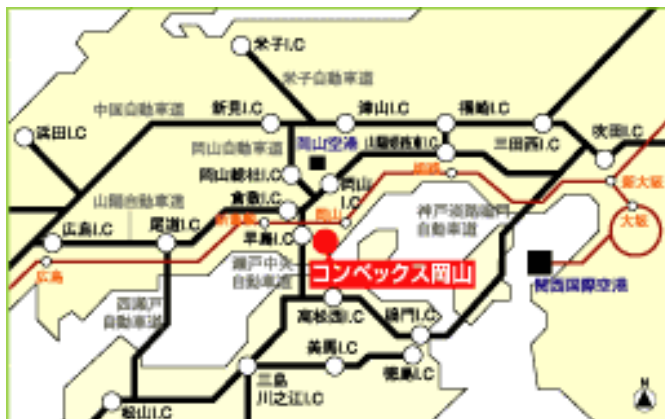 米子I.C
米子自動車道
中国自動車道
新見I.C
津山I.C
福崎I.C
浜田I.C
岡山自動車道
岡山空港
山陽姫路東I.C
三田西I.C
吹田I.C
岡山総社I.C
岡山
I.C
姫路
新大阪
山陽自動車道
倉敷I.C
新倉敷
岡山
神戸淡路鳴門
自動車道
大阪
広島I.C
尾道I.C
早島I.C
広島
瀬戸中央
自動車道
コンベックス岡山
関西国際空港
西瀬戸
自動車道
高松西I.C
鳴門I.C
美馬I.C
徳島I.C
三島
川之江I.C
松山I.C
N